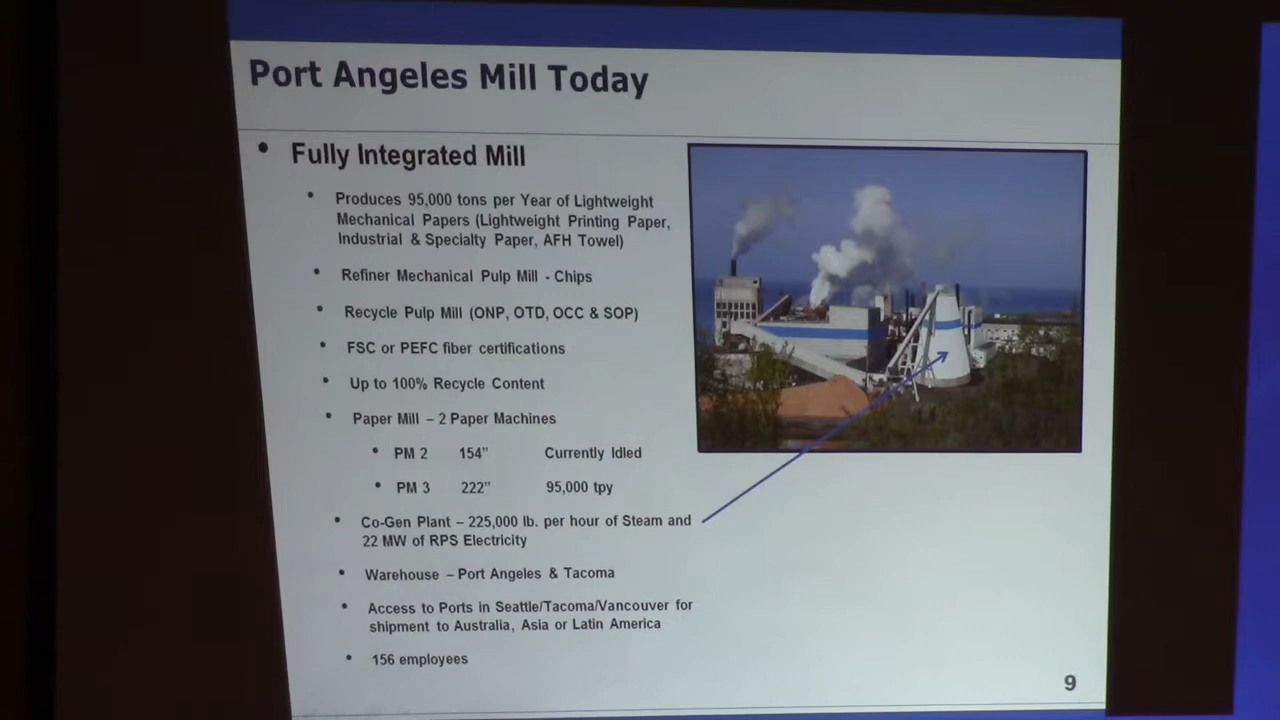 Port Angeles Mill Today
• Fully Integrated Mill
• Produces 95,000 tons per Year of Lightweight
Mechanical Papers (Lightweight Printing Paper,
Industrial & Specialty Paper, AFH Towel)
• Refiner Mechanical Pulp Mill - Chips
• Recycle Pulp Mill (ONP, OTD, OCC & SOP)
• FSC or PEFC fiber certifications
• Up to 100% Recycle Content
• Paper Mill – 2 Paper Machines
• PM 2 154” Currently Idled
• PM 3 222” 95,000 tpy
• Co-Gen Plant – 225,000 lb. per hour of Steam and
22 MW of RPS Electricity
• Warehouse – Port Angeles & Tacoma
• Access to Ports in Seattle/Tacoma/Vancouver for
shipment to Australia, Asia or Latin America
• 156 employees
9